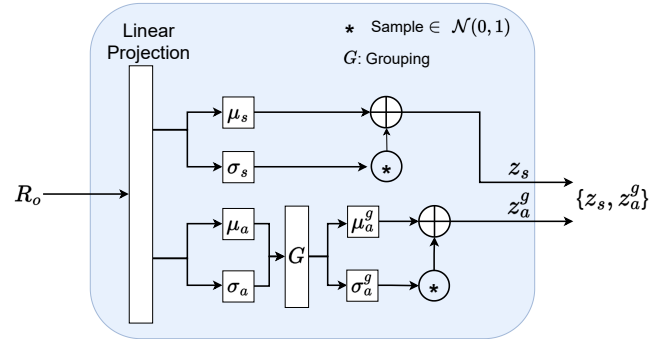 Linear
Projection
* Sample ∈ 𝒩(0, 1)
G: Grouping
μ_s
σ_s
*
z_s
R_o
{z_s, z_a^g}
z_a^g
μ_a
σ_a
G
μ_a^g
σ_a^g
*